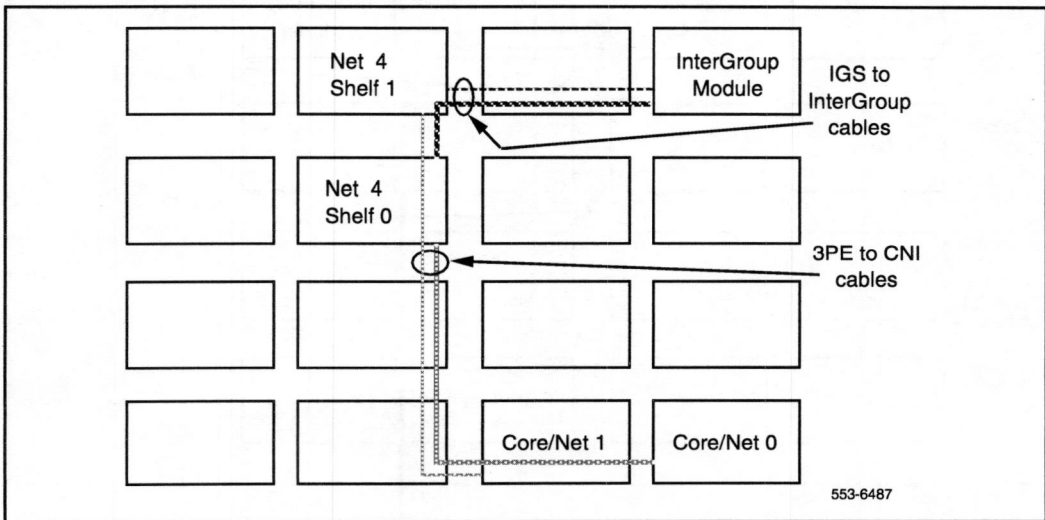 Net 4
Shelf 1
InterGroup
Module
IGS to
InterGroup
cables
Net 4
Shelf 0
3PE to CNI
cables
Core/Net 1
Core/Net 0
553-6487